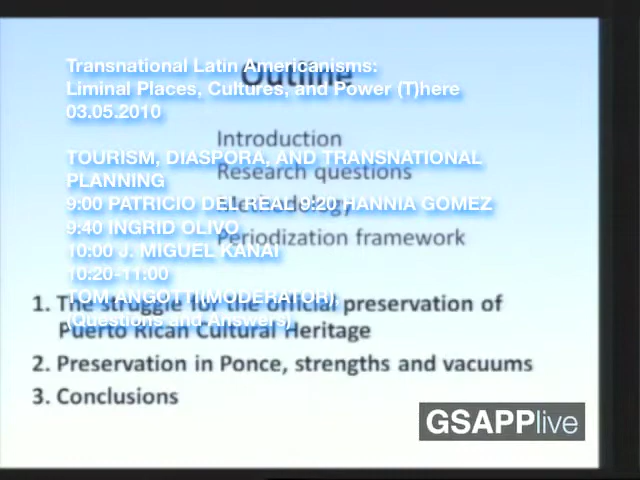 Transnational Latin Americanisms:
Liminal Places, Cultures, and Power (T)here
03.05.2010
TOURISM, DIASPORA, AND TRANSNATIONAL
PLANNING
9:00 PATRICIO DEL REAL 9:20 HANNIA GOMEZ
9:40 INGRID OLIVO
10:00 J. MIGUEL KANAI
10:20-11:00
TOM ANGOTTI(MODERATOR):
(Questions and Answers)
Outline
Introduction
Research questions
Methodology
Periodization framework
1. The struggle for the official preservation of
Puerto Rican Cultural Heritage
2. Preservation in Ponce, strengths and vacuums
3. Conclusions
GSAPPlive